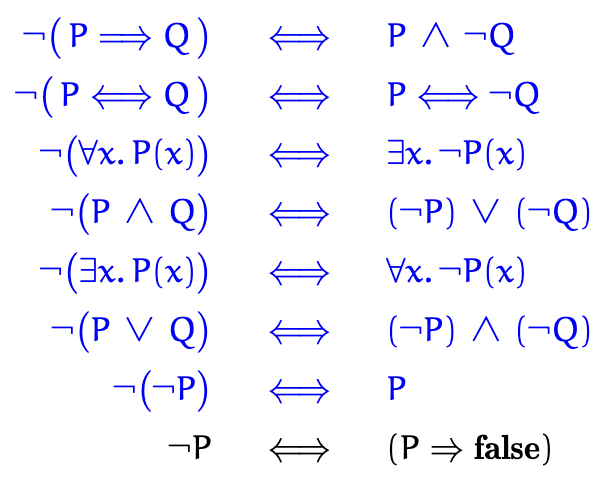 ¬( P ⟹ Q ) ⟺ P ∧ ¬Q
¬( P ⟺ Q ) ⟺ P ⟺ ¬Q
¬(∀x. P(x)) ⟺ ∃x. ¬P(x)
¬(P ∧ Q) ⟺ (¬P) ∨ (¬Q)
¬(∃x. P(x)) ⟺ ∀x. ¬P(x)
¬(P ∨ Q) ⟺ (¬P) ∧ (¬Q)
¬(¬P) ⟺ P
¬P ⟺ (P ⇒ false)